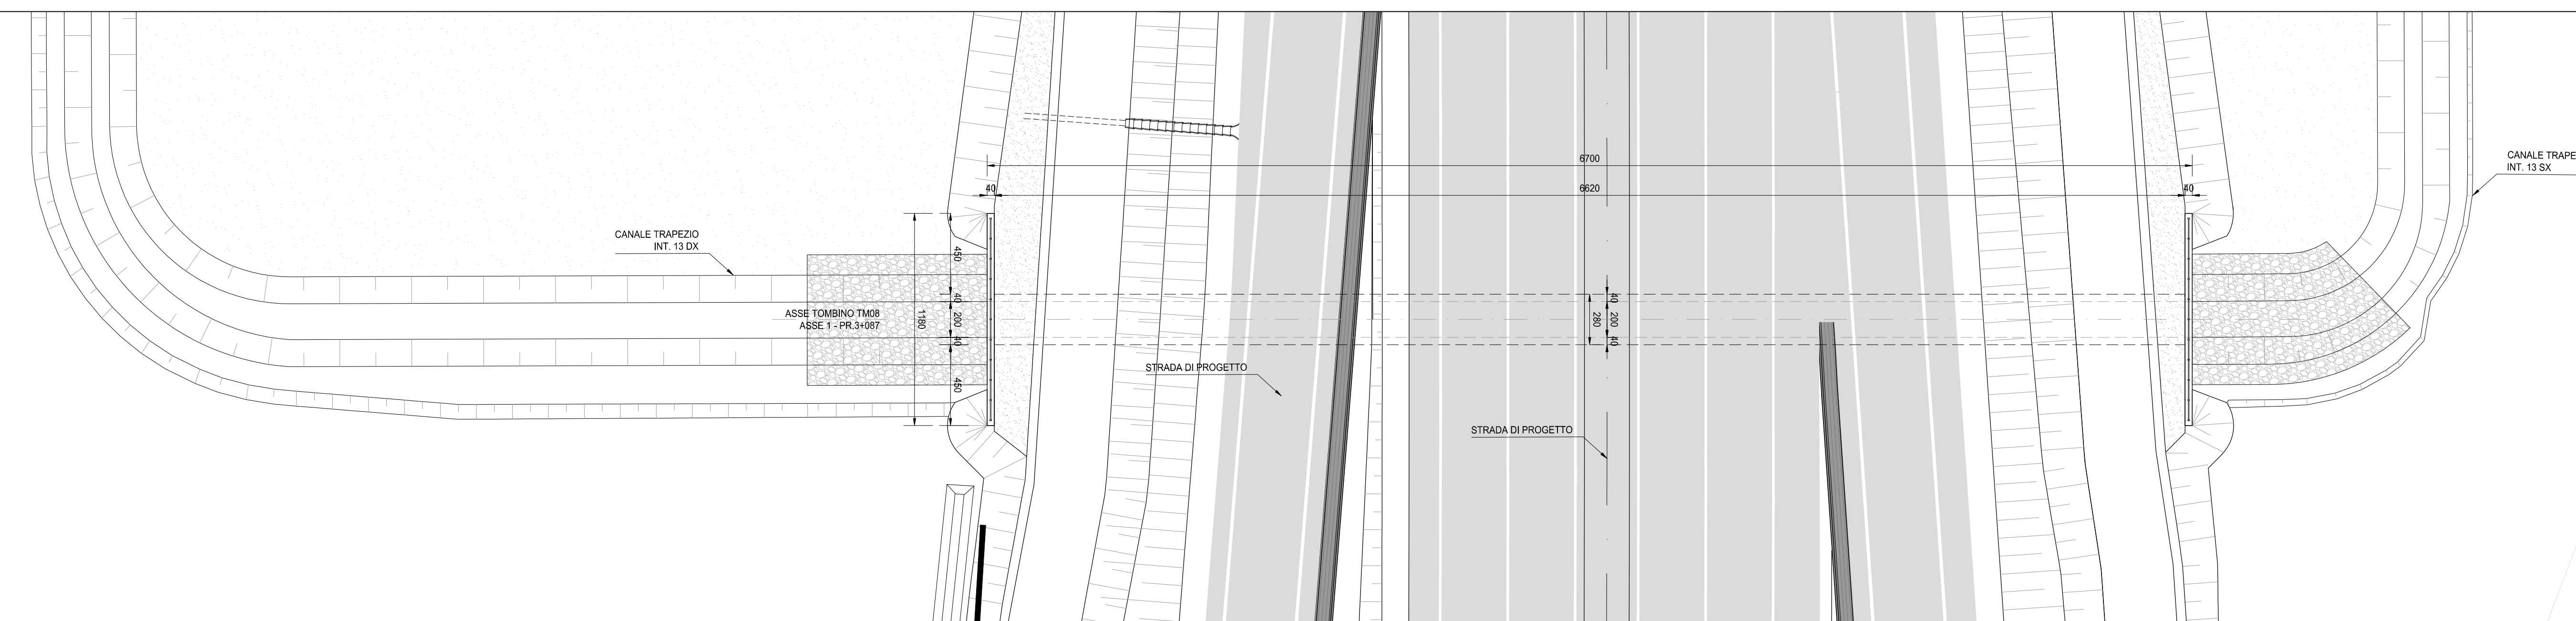 6700
CANALE TRAPE
INT. 13 SX
40
6620
40
CANALE TRAPEZIO
INT. 13 DX
450
40
200
40
450
1180
ASSE TOMBINO TM08
ASSE 1 - PR.3+087
40
280
200
40
STRADA DI PROGETTO
STRADA DI PROGETTO